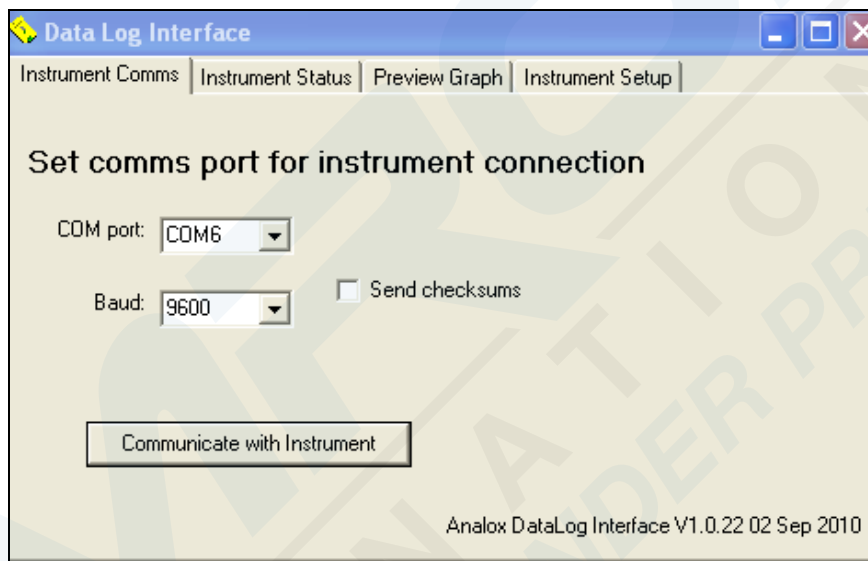 Data Log Interface
Instrument Comms Instrument Status Preview Graph Instrument Setup
Set comms port for instrument connection
COM port: COM6
Baud: 9600
Send checksums
Communicate with Instrument
Analox DataLog Interface V1.0.22 02 Sep 2010